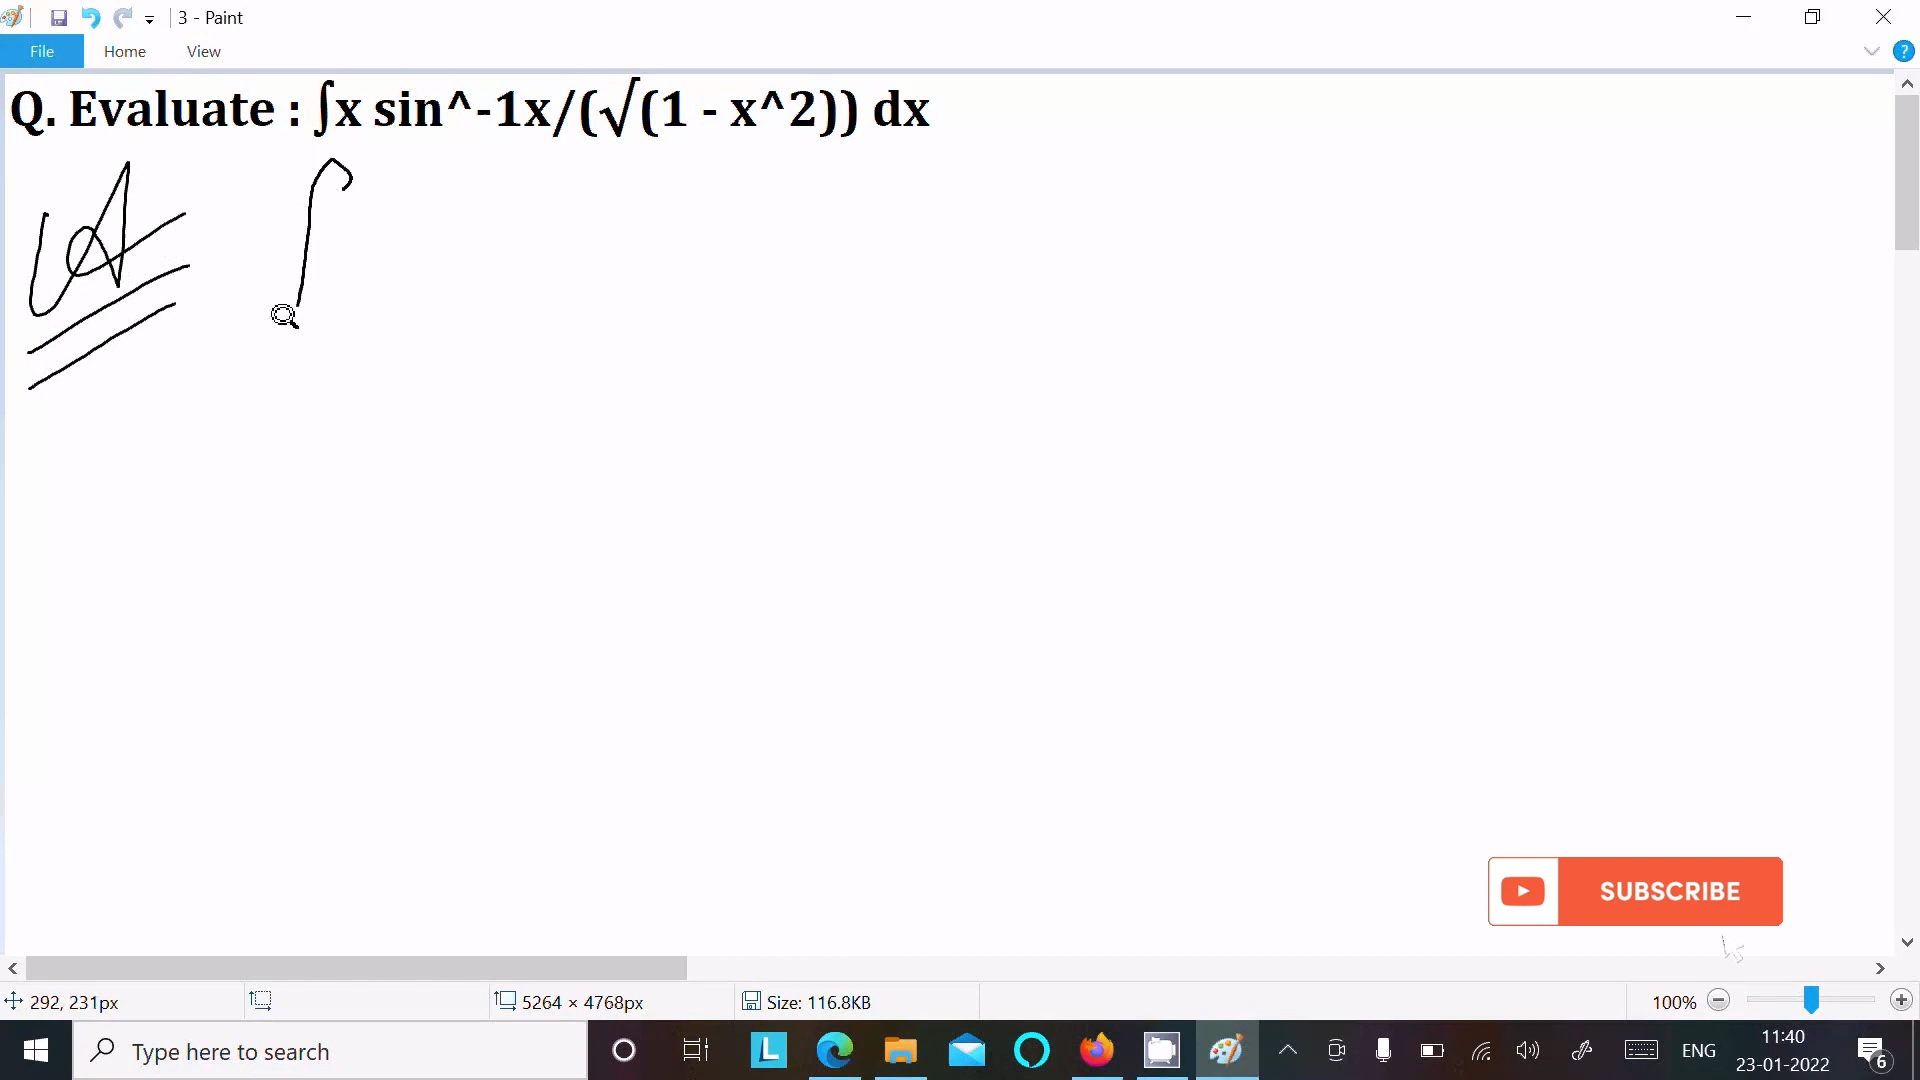 3 - Paint
File Home View
Q. Evaluate : ∫x sin^-1x/(√(1 - x^2)) dx
∫
SUBSCRIBE
292, 231px 5264 × 4768px Size: 116.8KB 100%
Type here to search L ENG 11:40
23-01-2022 6